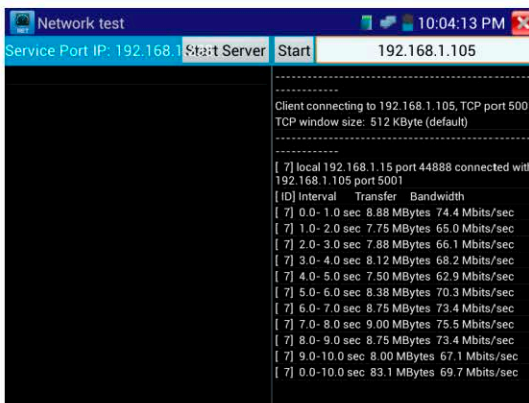 Network test
10:04:13 PM
Service Port IP: 192.168.1
Start Server
Start
192.168.1.105
------------------------------------------------
------------
Client connecting to 192.168.1.105, TCP port 500
TCP window size: 512 KByte (default)
------------------------------------------------
------------
[ 7] local 192.168.1.15 port 44888 connected with
192.168.1.105 port 5001
[ ID] Interval Transfer Bandwidth
[ 7] 0.0- 1.0 sec 8.88 MBytes 74.4 Mbits/sec
[ 7] 1.0- 2.0 sec 7.75 MBytes 65.0 Mbits/sec
[ 7] 2.0- 3.0 sec 7.88 MBytes 66.1 Mbits/sec
[ 7] 3.0- 4.0 sec 8.12 MBytes 68.2 Mbits/sec
[ 7] 4.0- 5.0 sec 7.50 MBytes 62.9 Mbits/sec
[ 7] 5.0- 6.0 sec 8.38 MBytes 70.3 Mbits/sec
[ 7] 6.0- 7.0 sec 8.75 MBytes 73.4 Mbits/sec
[ 7] 7.0- 8.0 sec 9.00 MBytes 75.5 Mbits/sec
[ 7] 8.0- 9.0 sec 8.75 MBytes 73.4 Mbits/sec
[ 7] 9.0-10.0 sec 8.00 MBytes 67.1 Mbits/sec
[ 7] 0.0-10.0 sec 83.1 MBytes 69.7 Mbits/sec